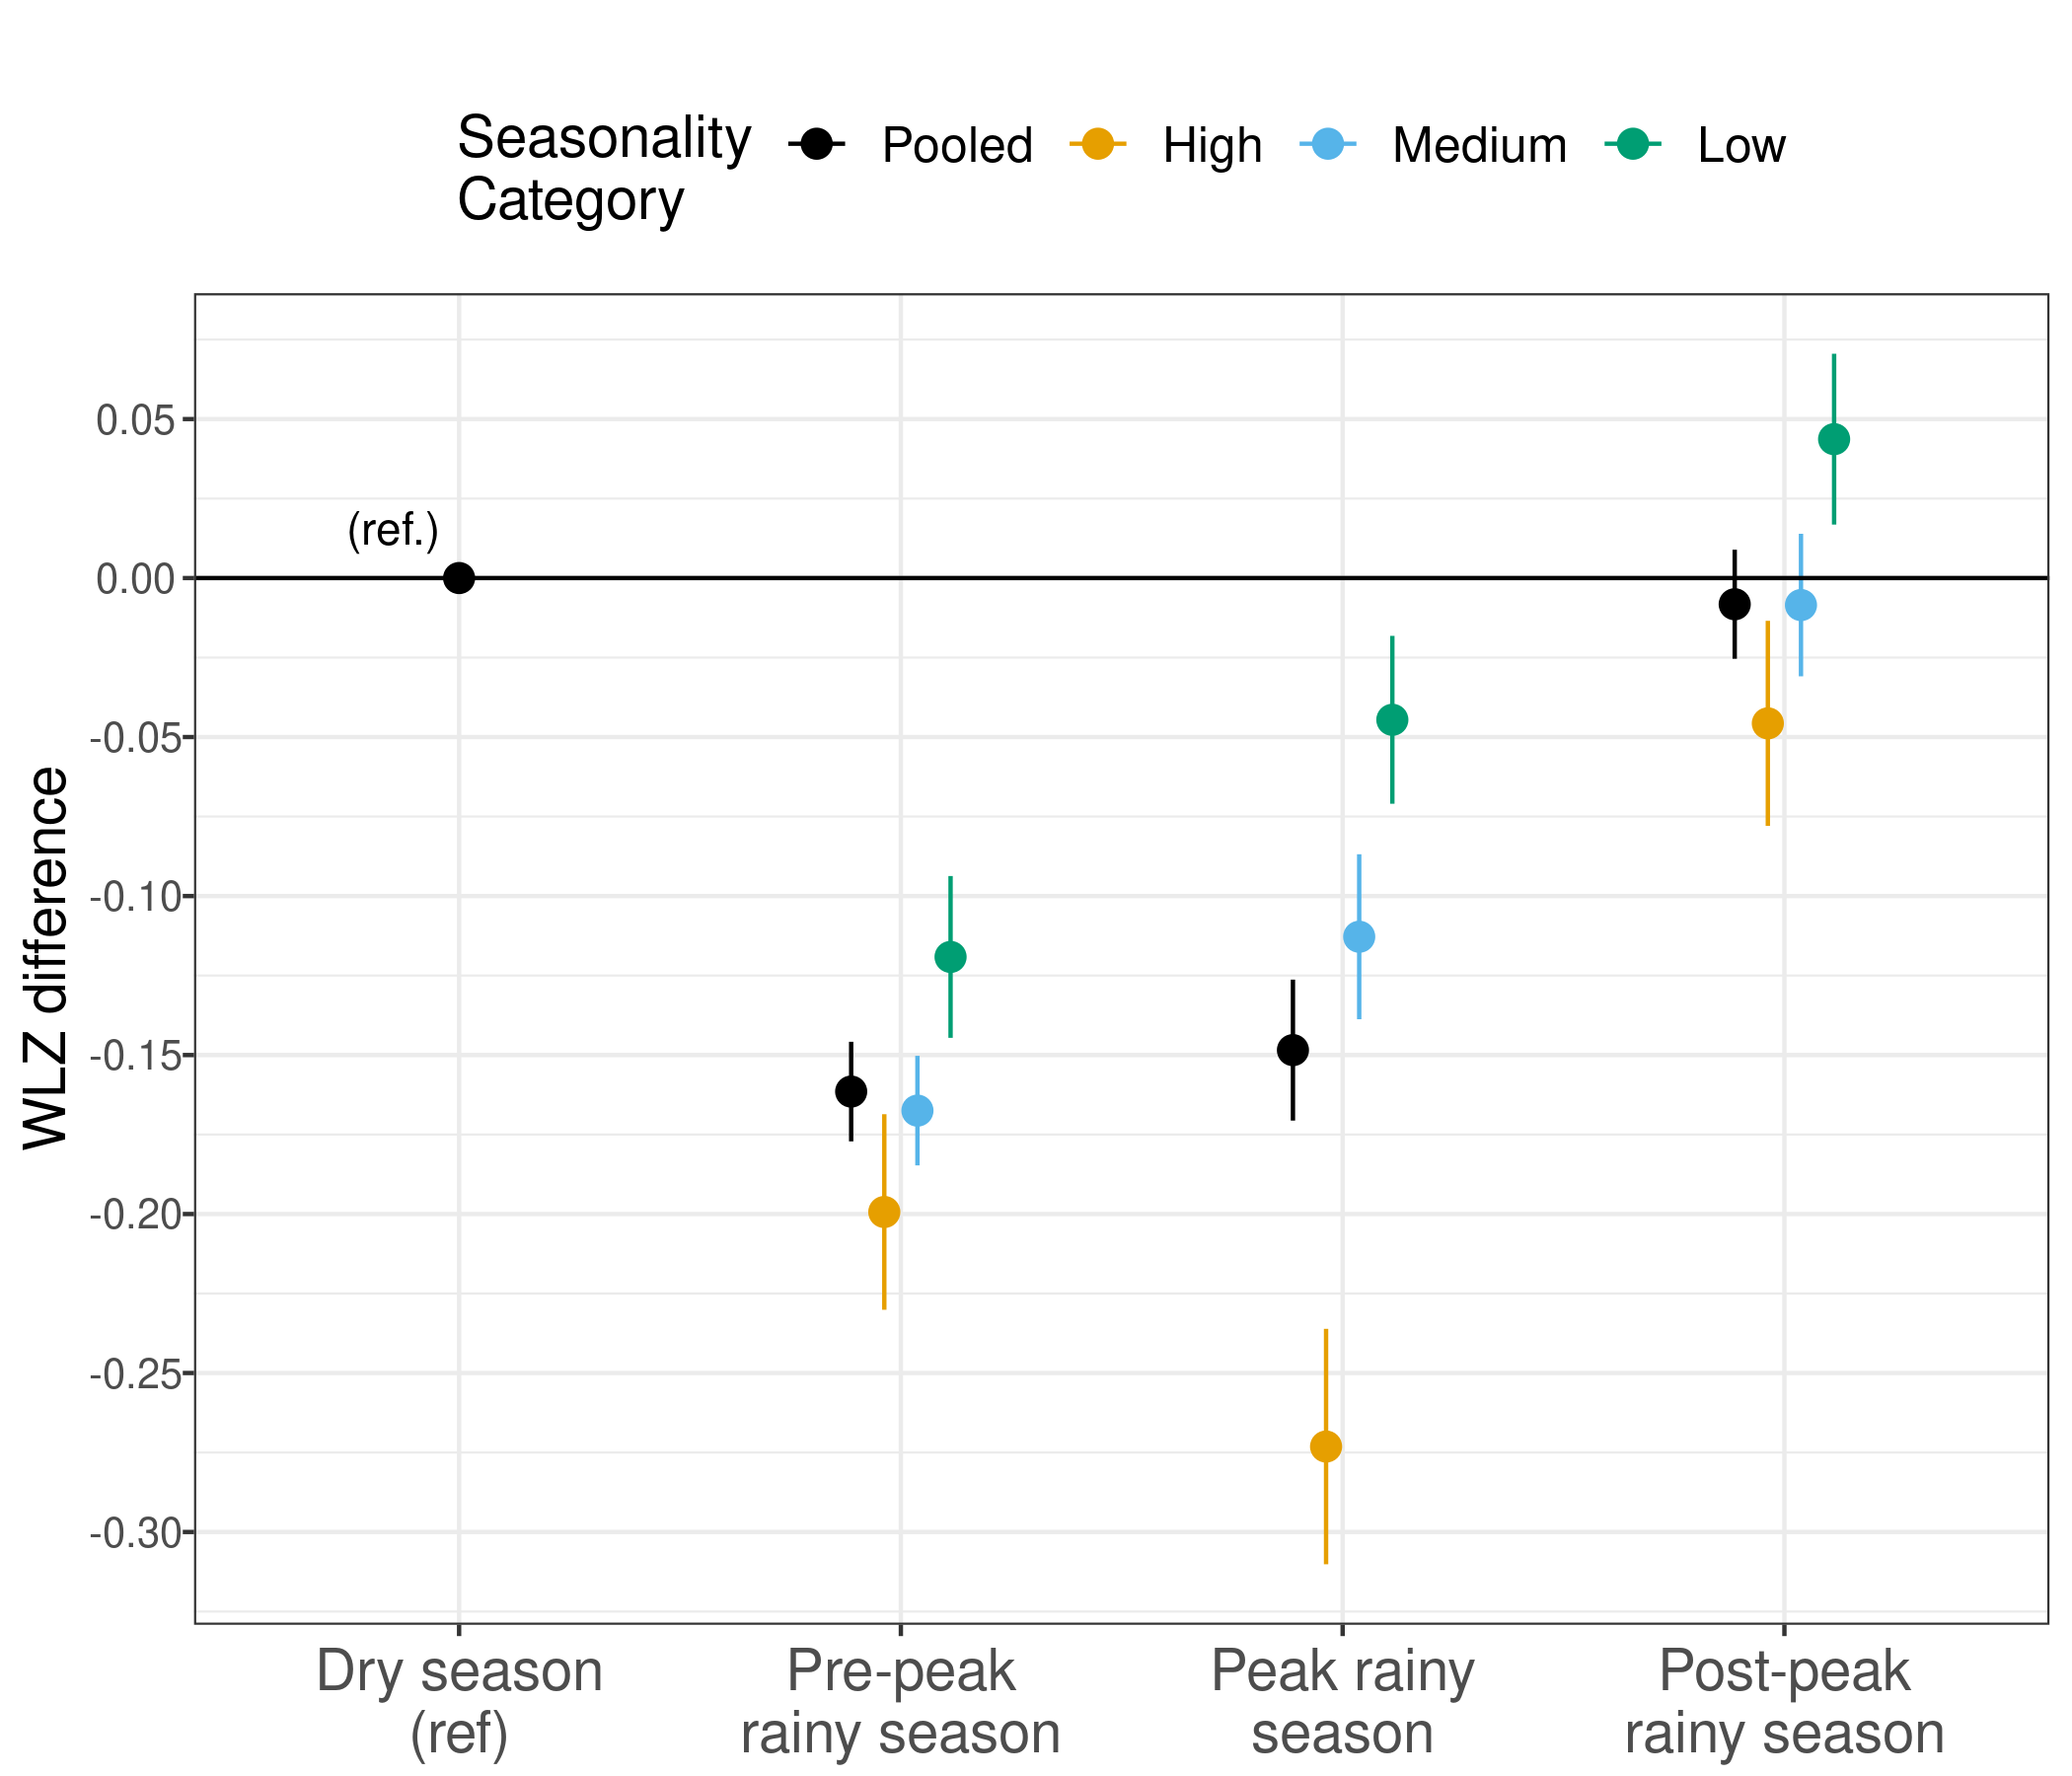 Seasonality
Category
Pooled
High
Medium
Low
WLZ difference
0.05
0.00
-0.05
-0.10
-0.15
-0.20
-0.25
-0.30
(ref.)
Dry season
(ref)
Pre-peak
rainy season
Peak rainy
season
Post-peak
rainy season